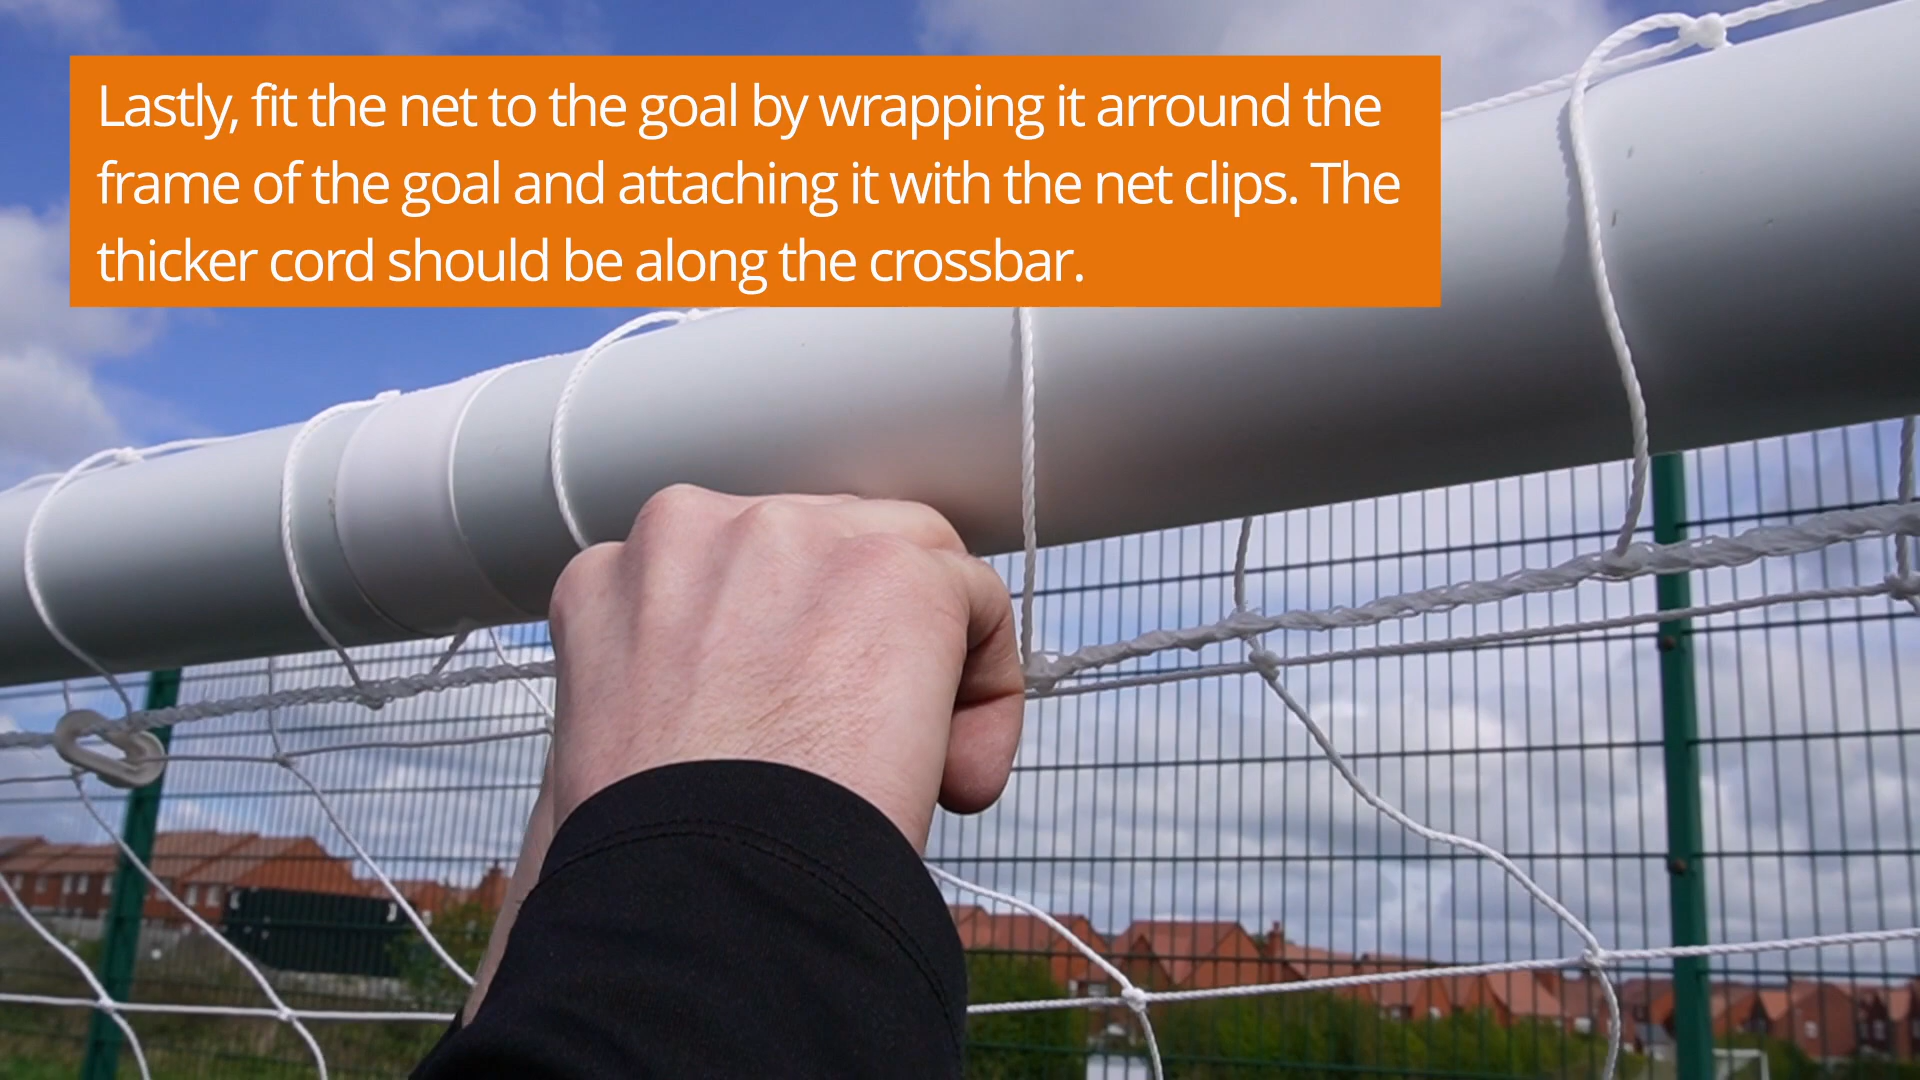 Lastly, fit the net to the goal by wrapping it arround the
frame of the goal and attaching it with the net clips. The
thicker cord should be along the crossbar.